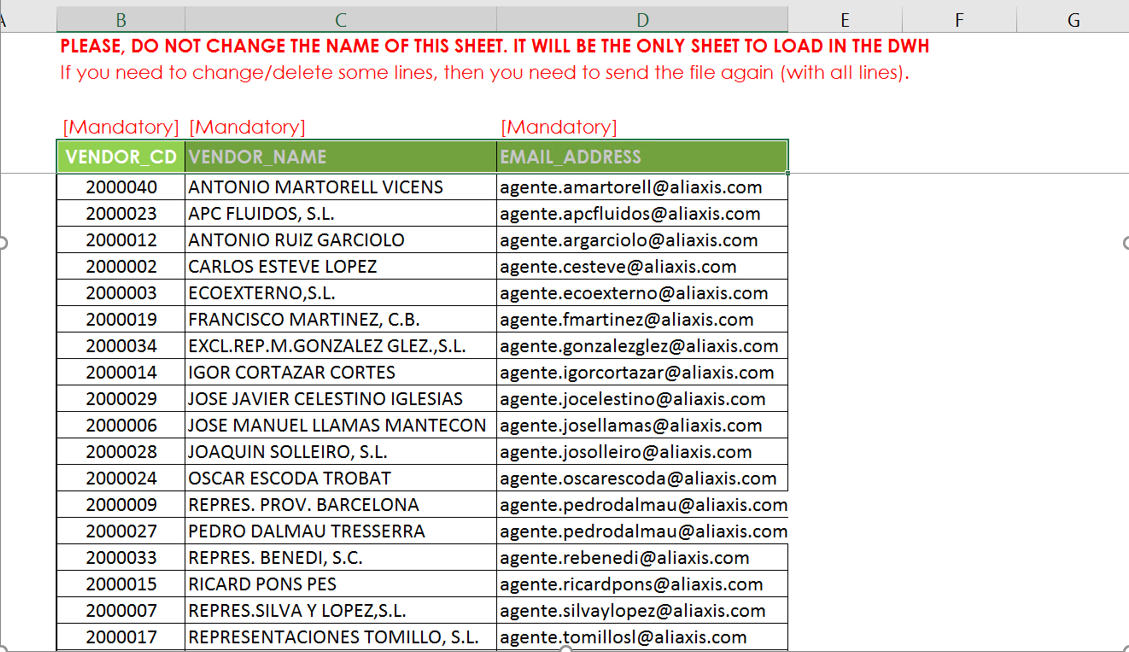 A B C D E F G
PLEASE, DO NOT CHANGE THE NAME OF THIS SHEET. IT WILL BE THE ONLY SHEET TO LOAD IN THE DWH
If you need to change/delete some lines, then you need to send the file again (with all lines).
[Mandatory] [Mandatory] [Mandatory]
VENDOR_CD VENDOR_NAME EMAIL_ADDRESS
2000040 ANTONIO MARTORELL VICENS agente.amartorell@aliaxis.com
2000023 APC FLUIDOS, S.L. agente.apcfluidos@aliaxis.com
2000012 ANTONIO RUIZ GARCIOLO agente.argarciolo@aliaxis.com
2000002 CARLOS ESTEVE LOPEZ agente.cesteve@aliaxis.com
2000003 ECOEXTERNO,S.L. agente.ecoexterno@aliaxis.com
2000019 FRANCISCO MARTINEZ, C.B. agente.fmartinez@aliaxis.com
2000034 EXCL.REP.M.GONZALEZ GLEZ.,S.L. agente.gonzalezglez@aliaxis.com
2000014 IGOR CORTAZAR CORTES agente.igorcortazar@aliaxis.com
2000029 JOSE JAVIER CELESTINO IGLESIAS agente.jocelestino@aliaxis.com
2000006 JOSE MANUEL LLAMAS MANTECON agente.josellamas@aliaxis.com
2000028 JOAQUIN SOLLEIRO, S.L. agente.josolleiro@aliaxis.com
2000024 OSCAR ESCODA TROBAT agente.oscarescoda@aliaxis.com
2000009 REPRES. PROV. BARCELONA agente.pedrodalmau@aliaxis.com
2000027 PEDRO DALMAU TRESSERRA agente.pedrodalmau@aliaxis.com
2000033 REPRES. BENEDI, S.C. agente.rebenedi@aliaxis.com
2000015 RICARD PONS PES agente.ricardpons@aliaxis.com
2000007 REPRES.SILVA Y LOPEZ,S.L. agente.silvaylopez@aliaxis.com
2000017 REPRESENTACIONES TOMILLO, S.L. agente.tomillosl@aliaxis.com